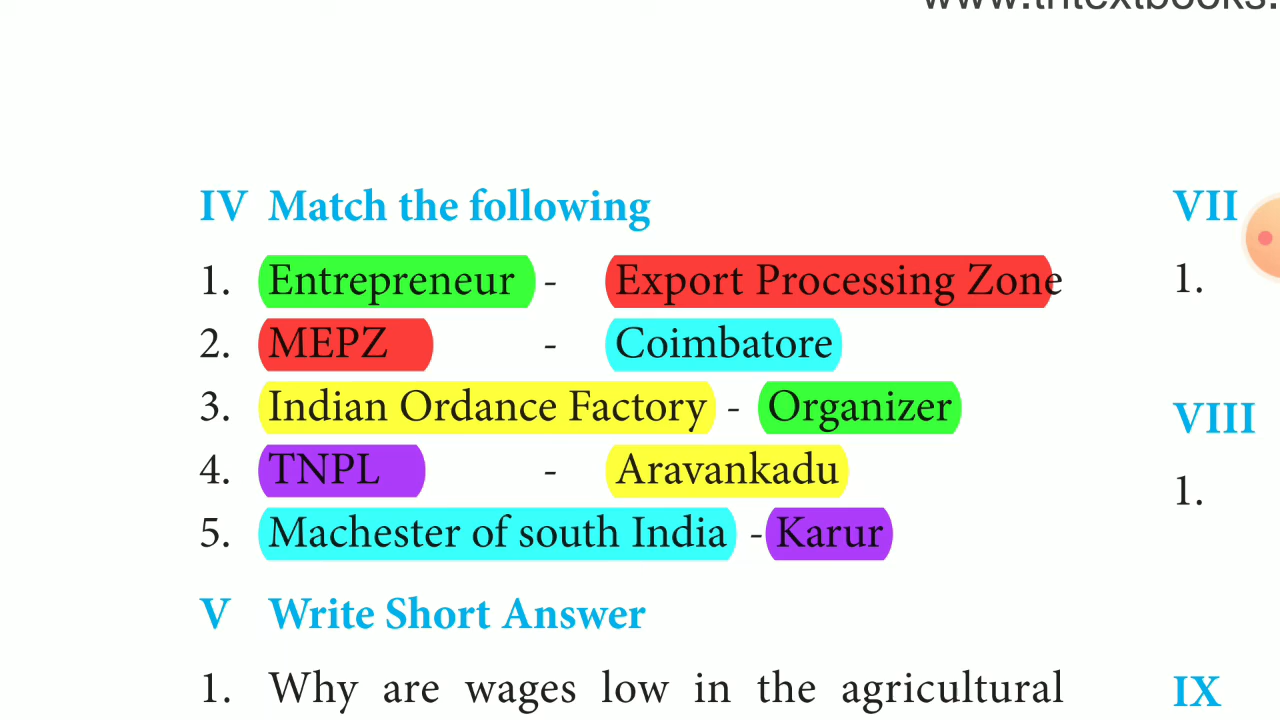 IV Match the following
1. Entrepreneur - Export Processing Zone
2. MEPZ - Coimbatore
3. Indian Ordance Factory - Organizer
4. TNPL - Aravankadu
5. Machester of south India - Karur
V Write Short Answer
1. Why are wages low in the agricultural
VII
1.
VIII
1.
IX